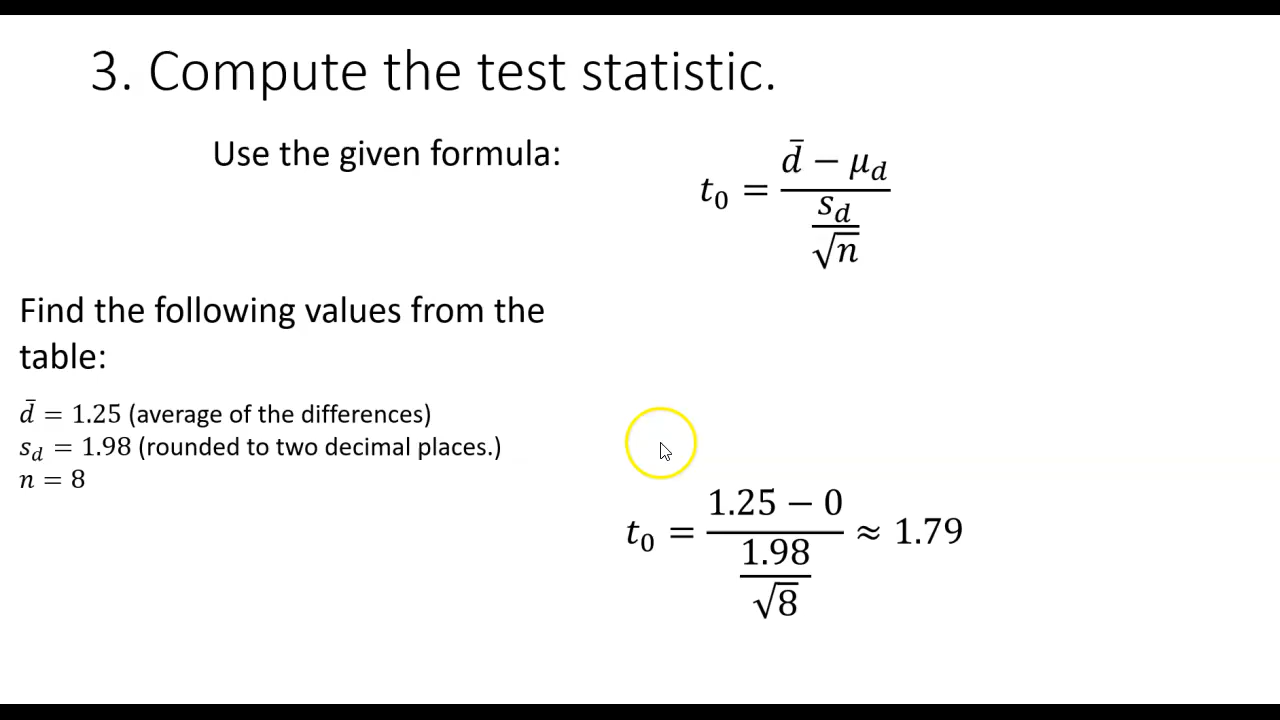 3. Compute the test statistic.
Use the given formula:
t₀ = (d̄ − μ_d) / (s_d / √n)
Find the following values from the
table:
d̄ = 1.25 (average of the differences)
s_d = 1.98 (rounded to two decimal places.)
n = 8
t₀ = (1.25 − 0) / (1.98 / √8) ≈ 1.79